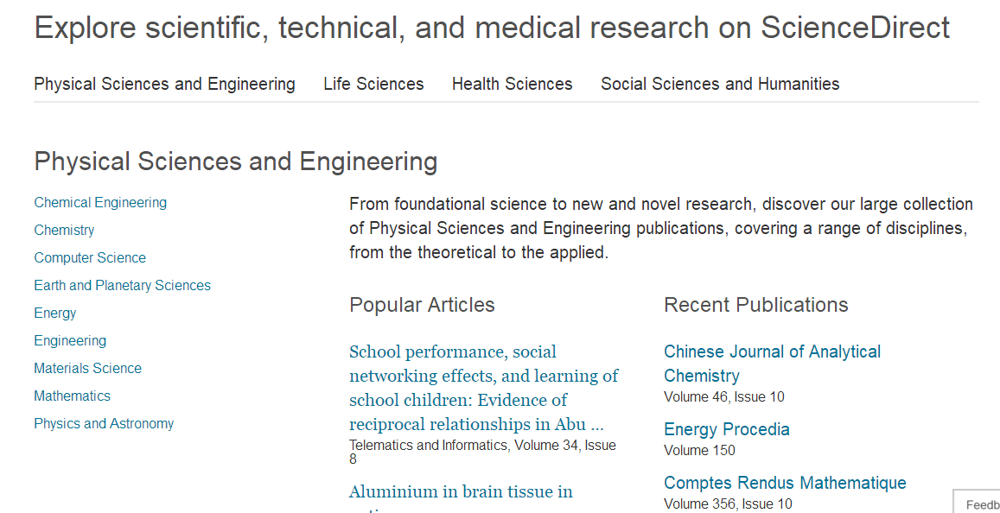 Explore scientific, technical, and medical research on ScienceDirect
Physical Sciences and Engineering Life Sciences Health Sciences Social Sciences and Humanities
Physical Sciences and Engineering
Chemical Engineering
Chemistry
Computer Science
Earth and Planetary Sciences
Energy
Engineering
Materials Science
Mathematics
Physics and Astronomy
From foundational science to new and novel research, discover our large collection
of Physical Sciences and Engineering publications, covering a range of disciplines,
from the theoretical to the applied.
Popular Articles
School performance, social
networking effects, and learning of
school children: Evidence of
reciprocal relationships in Abu ...
Telematics and Informatics, Volume 34, Issue
8
Aluminium in brain tissue in
Recent Publications
Chinese Journal of Analytical
Chemistry
Volume 46, Issue 10
Energy Procedia
Volume 150
Comptes Rendus Mathematique
Volume 356, Issue 10
Feedb